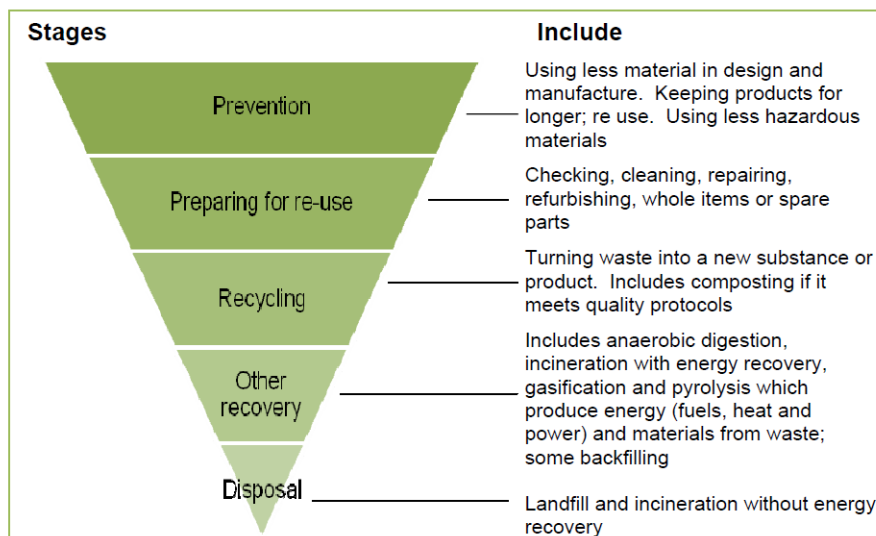 Stages
Include
Prevention
Using less material in design and
manufacture. Keeping products for
longer; re use. Using less hazardous
materials
Preparing for re-use
Checking, cleaning, repairing,
refurbishing, whole items or spare
parts
Recycling
Turning waste into a new substance or
product. Includes composting if it
meets quality protocols
Other
recovery
Includes anaerobic digestion,
incineration with energy recovery,
gasification and pyrolysis which
produce energy (fuels, heat and
power) and materials from waste;
some backfilling
Disposal
Landfill and incineration without energy
recovery